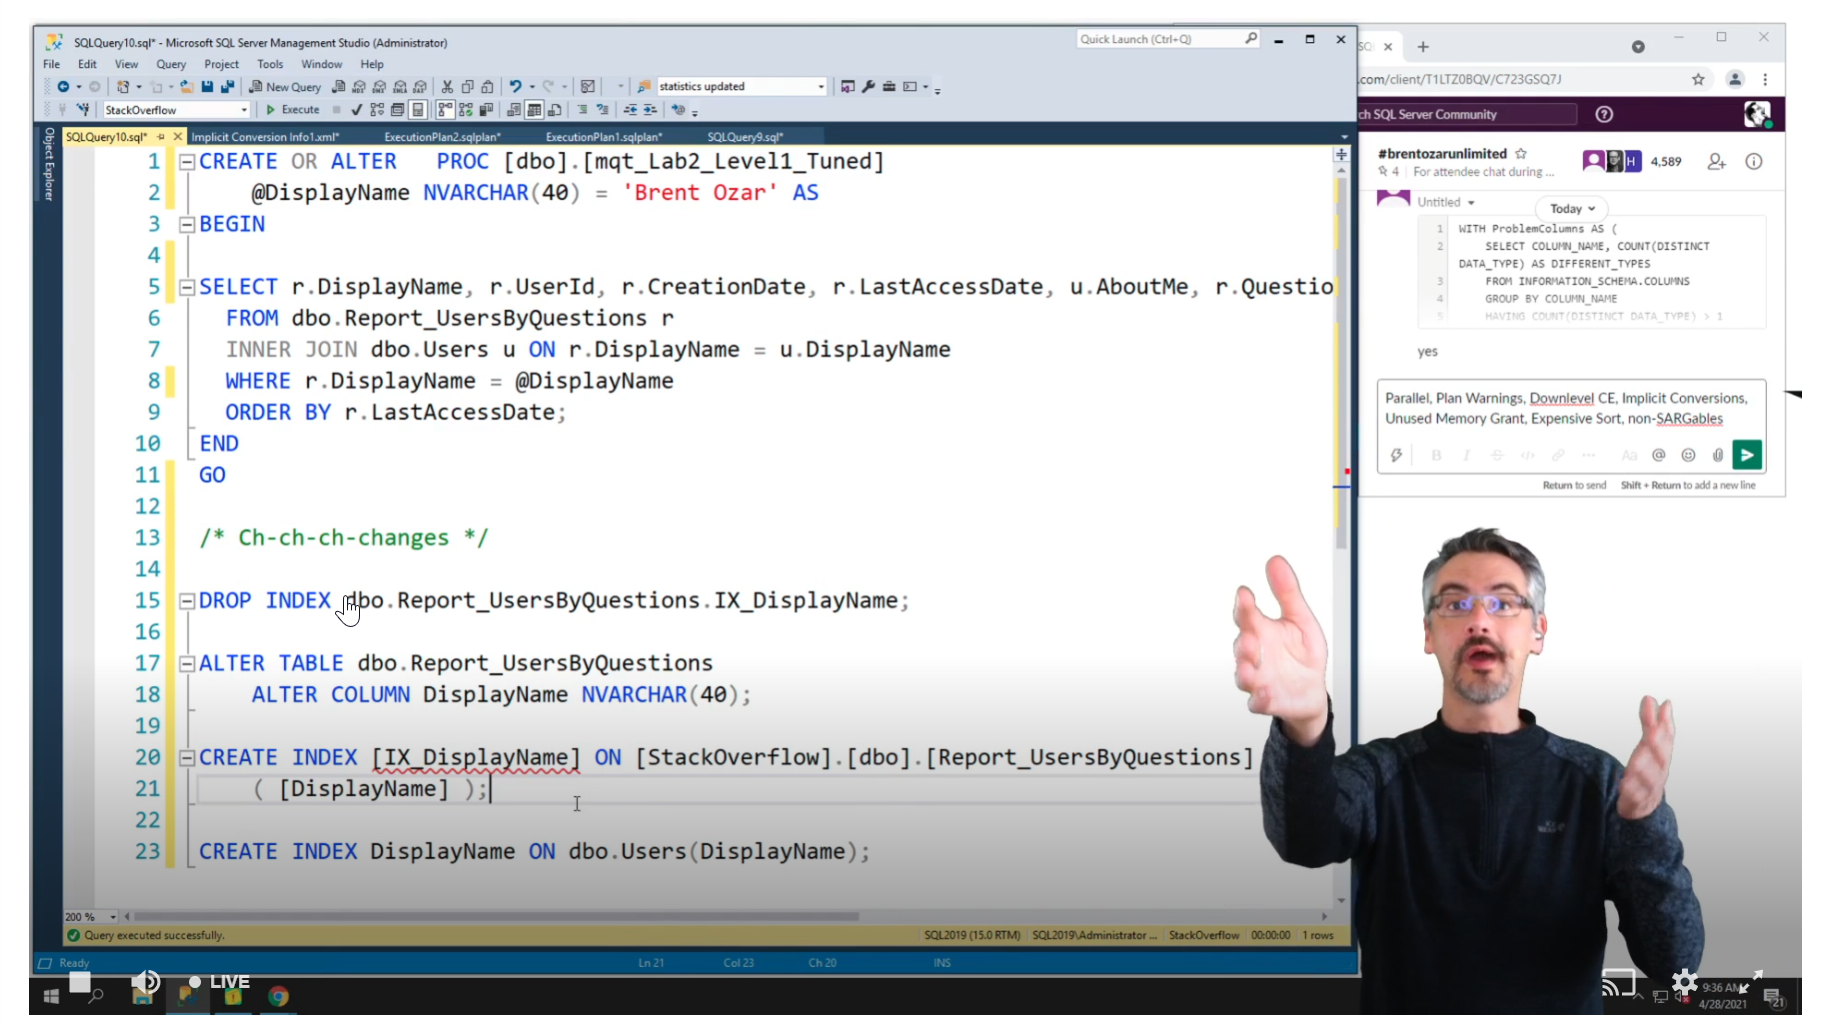 SQLQuery10.sql* - Microsoft SQL Server Management Studio (Administrator)
Quick Launch (Ctrl+Q)
File Edit View Query Project Tools Window Help
New Query
statistics updated
StackOverflow
Execute
Object Explorer
SQLQuery10.sql*
Implicit Conversion Info1.xml*
ExecutionPlan2.sqlplan*
ExecutionPlan1.sqlplan*
SQLQuery9.sql*
1 CREATE OR ALTER PROC [dbo].[mqt_Lab2_Level1_Tuned]
2 @DisplayName NVARCHAR(40) = 'Brent Ozar' AS
3 BEGIN
4
5 SELECT r.DisplayName, r.UserId, r.CreationDate, r.LastAccessDate, u.AboutMe, r.Questio
6 FROM dbo.Report_UsersByQuestions r
7 INNER JOIN dbo.Users u ON r.DisplayName = u.DisplayName
8 WHERE r.DisplayName = @DisplayName
9 ORDER BY r.LastAccessDate;
10 END
11 GO
12
13 /* Ch-ch-ch-changes */
14
15 DROP INDEX dbo.Report_UsersByQuestions.IX_DisplayName;
16
17 ALTER TABLE dbo.Report_UsersByQuestions
18 ALTER COLUMN DisplayName NVARCHAR(40);
19
20 CREATE INDEX [IX_DisplayName] ON [StackOverflow].[dbo].[Report_UsersByQuestions]
21 ( [DisplayName] );
22
23 CREATE INDEX DisplayName ON dbo.Users(DisplayName);
200 %
Query executed successfully.
SQL2019 (15.0 RTM) SQL2019\Administrator ... StackOverflow 00:00:00 1 rows
Ready Ln 21 Col 23 Ch 20 INS
LIVE
.com/client/T1LTZ0BQV/C723GSQ7J
ch SQL Server Community
#brentozarunlimited
H 4,589
4 For attendee chat during ...
Untitled
Today
1 WITH ProblemColumns AS (
2 SELECT COLUMN_NAME, COUNT(DISTINCT
DATA_TYPE) AS DIFFERENT_TYPES
3 FROM INFORMATION_SCHEMA.COLUMNS
4 GROUP BY COLUMN_NAME
5 HAVING COUNT(DISTINCT DATA_TYPE) > 1
yes
Parallel, Plan Warnings, Downlevel CE, Implicit Conversions,
Unused Memory Grant, Expensive Sort, non-SARGables
B I S Aa @
Return to send Shift + Return to add a new line
9:36 AM
4/28/2021
21